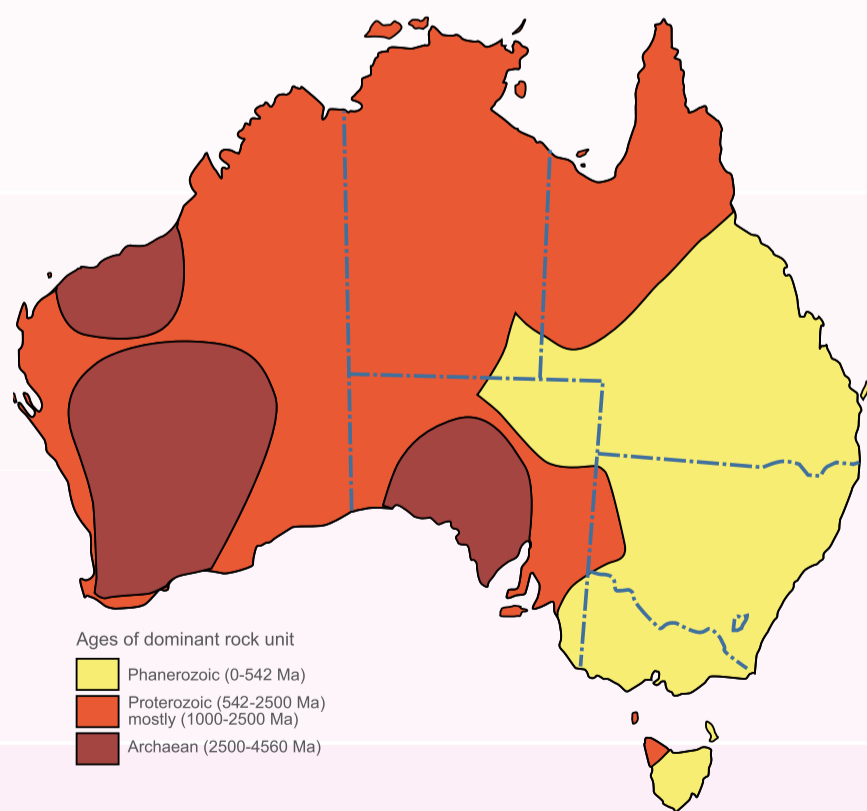 Ages of dominant rock unit
Phanerozoic (0-542 Ma)
Proterozoic (542-2500 Ma)
mostly (1000-2500 Ma)
Archaean (2500-4560 Ma)